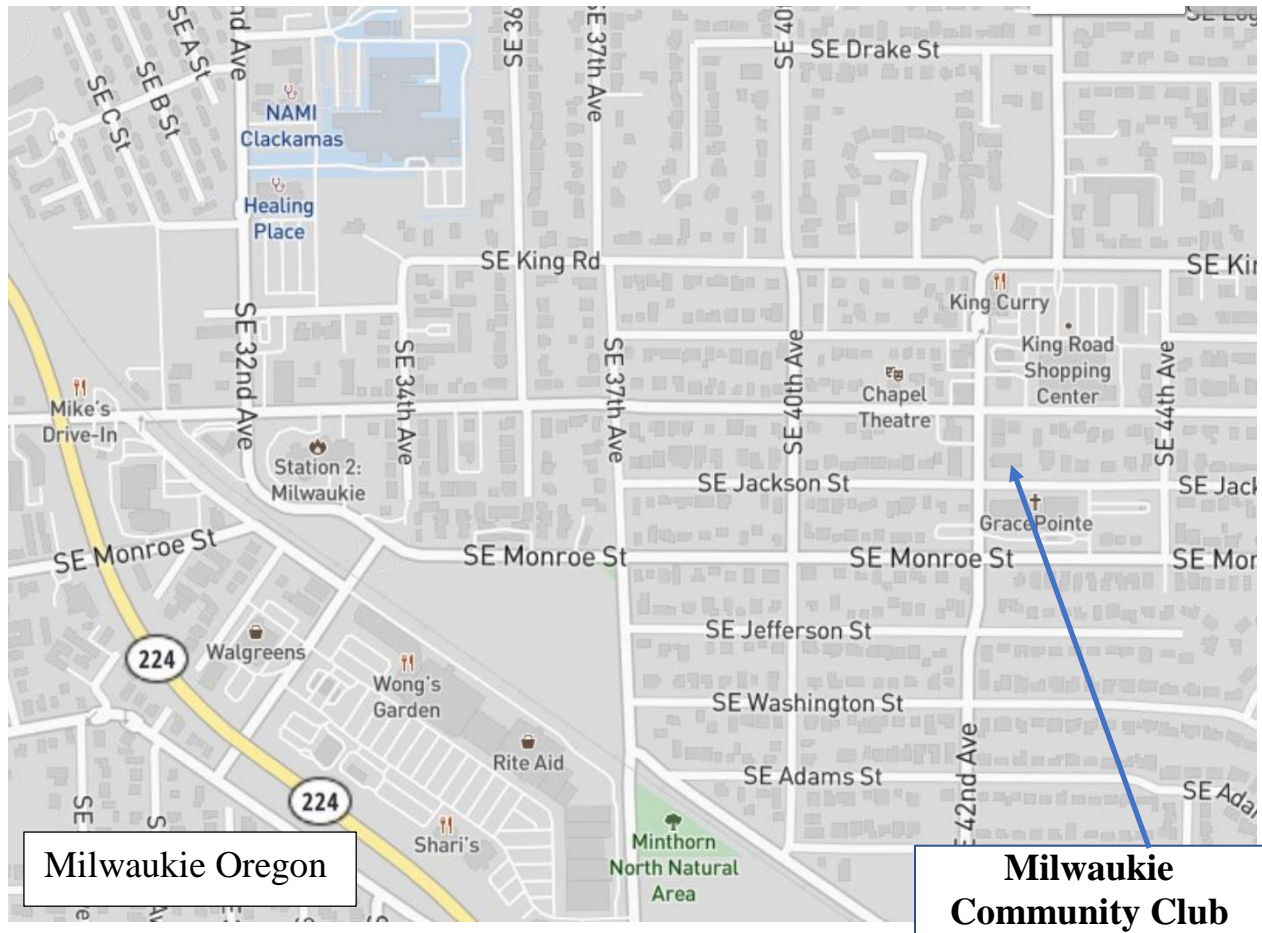 SE A St
SE B St
SE C St
nd Ave
NAMI
Clackamas
Healing
Place
SE 36
SE 37th Ave
SE 40
SE Drake St
SE King Rd
SE Kin
King Curry
King Road
Shopping
Center
SE 32nd Ave
SE 34th Ave
SE 37th Ave
SE 40th Ave
SE 44th Ave
Chapel
Theatre
Mike's
Drive-In
Station 2:
Milwaukie
SE Jackson St
SE Jack
GracePointe
SE Monroe St
SE Monroe St
SE Monroe St
SE Mon
224
Walgreens
SE Jefferson St
Wong's
Garden
SE Washington St
Rite Aid
SE Adams St
SE Ada
SE 42nd Ave
224
Shari's
SE
Minthorn
North Natural
Area
Milwaukie Oregon
Milwaukie
Community Club